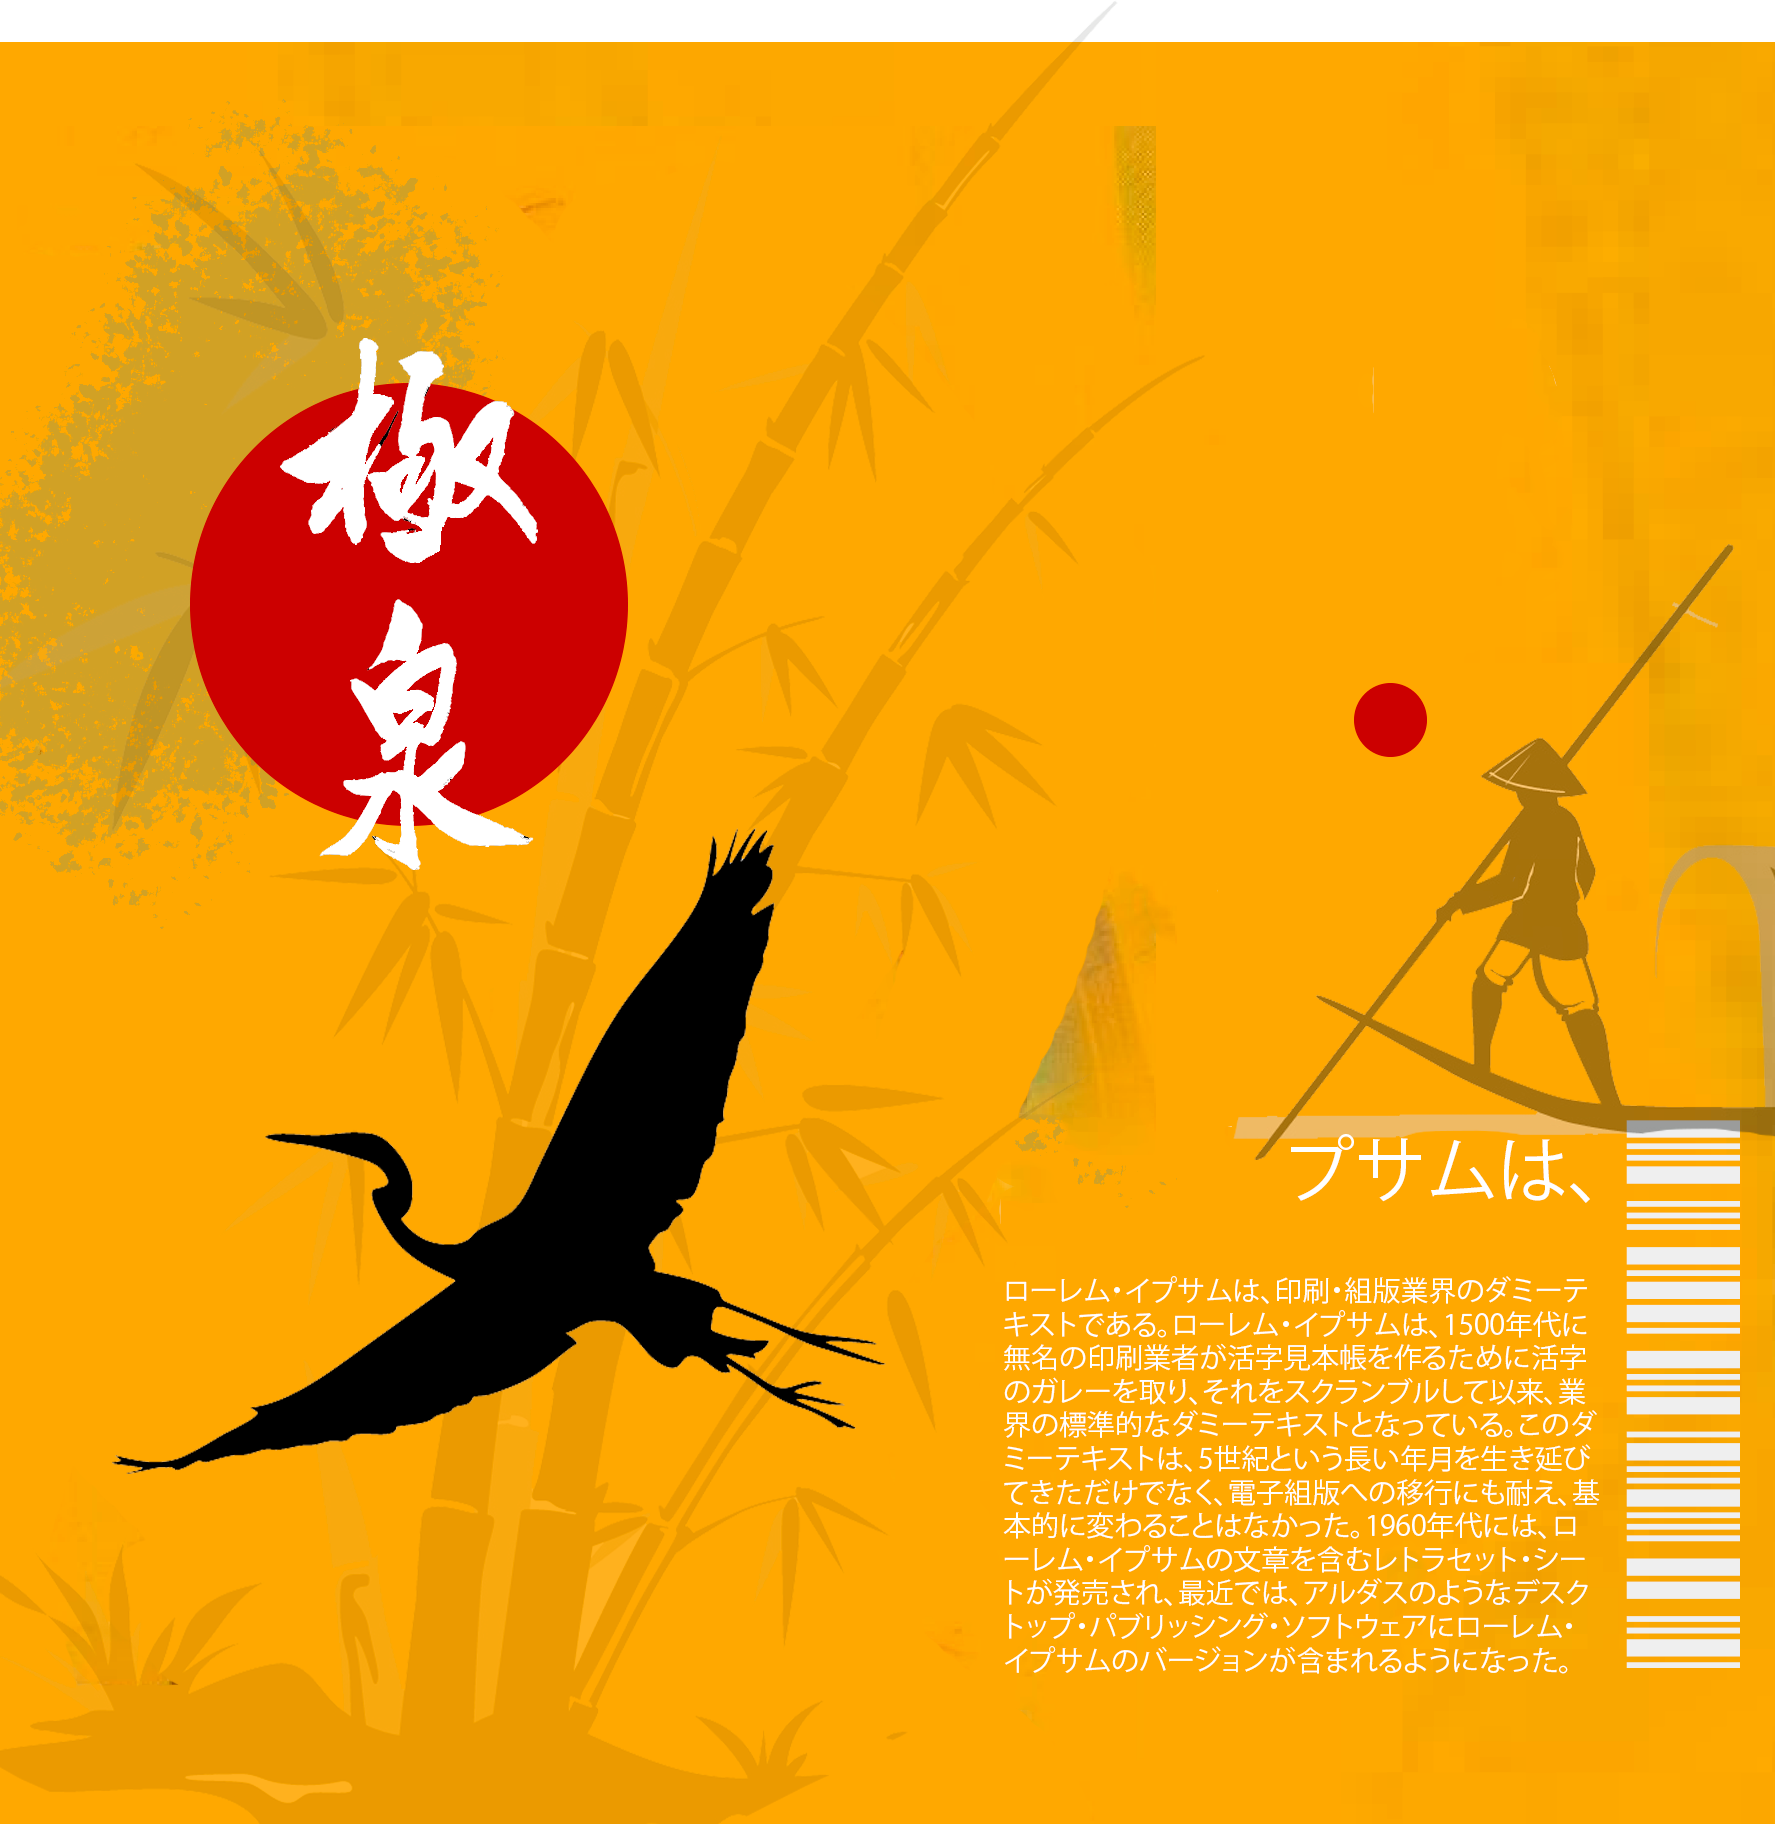 極
泉
プサムは、
ローレム・イプサムは、印刷・組版業界のダミーテ
キストである。ローレム・イプサムは、1500年代に
無名の印刷業者が活字見本帳を作るために活字
のガレーを取り、それをスクランブルして以来、業
界の標準的なダミーテキストとなっている。このダ
ミーテキストは、5世紀という長い年月を生き延び
てきただけでなく、電子組版への移行にも耐え、基
本的に変わることはなかった。1960年代には、ロ
ーレム・イプサムの文章を含むレトラセット・シー
トが発売され、最近では、アルダスのようなデスク
トップ・パブリッシング・ソフトウェアにローレム・
イプサムのバージョンが含まれるようになった。